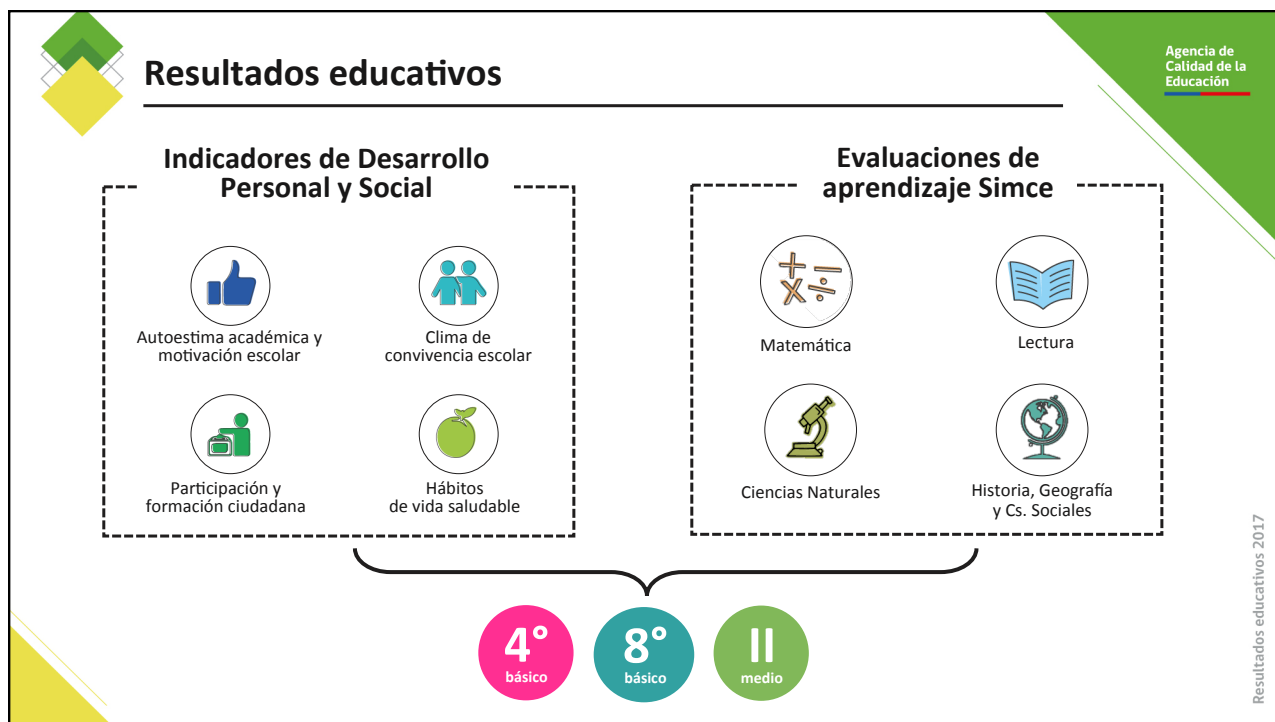 Resultados educativos
Agencia de
Calidad de la
Educación
Indicadores de Desarrollo
Personal y Social
Autoestima académica y
motivación escolar
Clima de
convivencia escolar
Participación y
formación ciudadana
Hábitos
de vida saludable
Evaluaciones de
aprendizaje Simce
Matemática
Lectura
Ciencias Naturales
Historia, Geografía
y Cs. Sociales
4°
básico
8°
básico
II
medio
Resultados educativos 2017